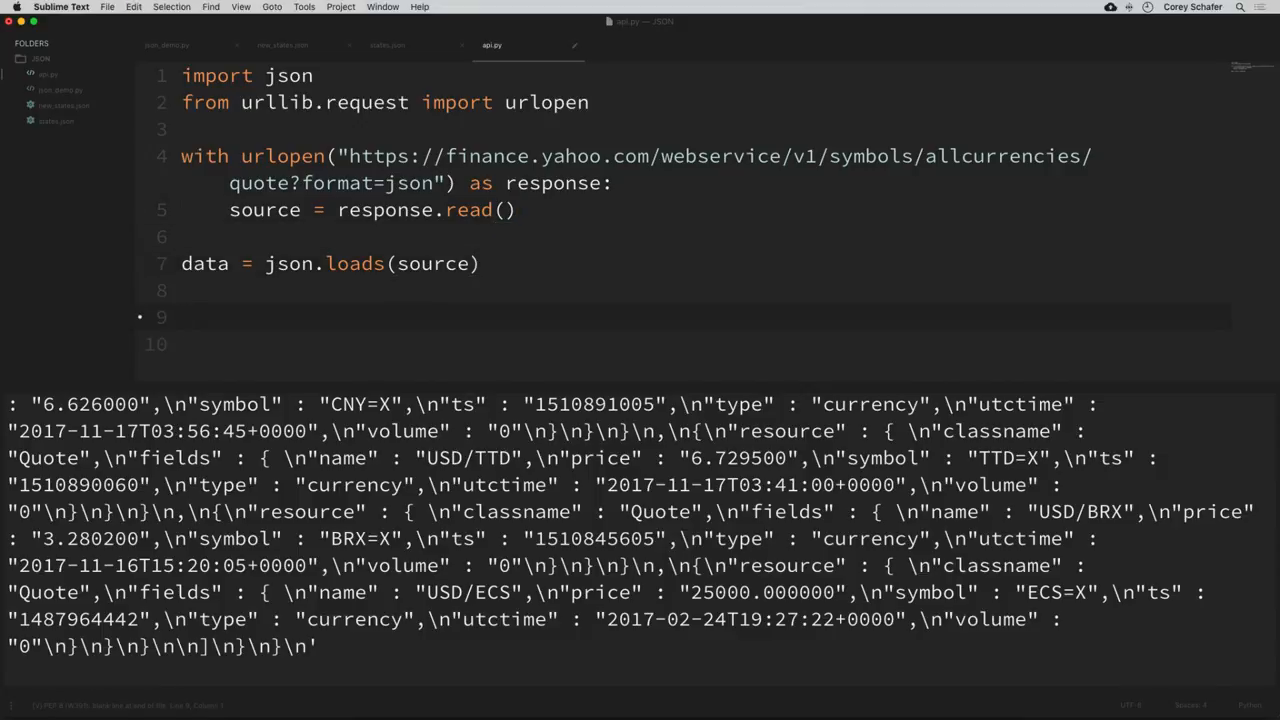 Sublime Text File Edit Selection Find View Goto Tools Project Window Help Corey Schafer
api.py — JSON
FOLDERS
JSON
api.py
json_demo.py
new_states.json
states.json
json_demo.py new_states.json states.json api.py
1 import json
2 from urllib.request import urlopen
3
4 with urlopen("https://finance.yahoo.com/webservice/v1/symbols/allcurrencies/
quote?format=json") as response:
5 source = response.read()
6
7 data = json.loads(source)
8
9
10
: "6.626000",\n"symbol" : "CNY=X",\n"ts" : "1510891005",\n"type" : "currency",\n"utctime" :
"2017-11-17T03:56:45+0000",\n"volume" : "0"\n}\n}\n}\n,\n{\n"resource" : { \n"classname" :
"Quote",\n"fields" : { \n"name" : "USD/TTD",\n"price" : "6.729500",\n"symbol" : "TTD=X",\n"ts" :
"1510890060",\n"type" : "currency",\n"utctime" : "2017-11-17T03:41:00+0000",\n"volume" :
"0"\n}\n}\n}\n,\n{\n"resource" : { \n"classname" : "Quote",\n"fields" : { \n"name" : "USD/BRX",\n"price"
: "3.280200",\n"symbol" : "BRX=X",\n"ts" : "1510845605",\n"type" : "currency",\n"utctime" :
"2017-11-16T15:20:05+0000",\n"volume" : "0"\n}\n}\n}\n,\n{\n"resource" : { \n"classname" :
"Quote",\n"fields" : { \n"name" : "USD/ECS",\n"price" : "25000.000000",\n"symbol" : "ECS=X",\n"ts" :
"1487964442",\n"type" : "currency",\n"utctime" : "2017-02-24T19:27:22+0000",\n"volume" :
"0"\n}\n}\n}\n\n]\n}\n}\n'
UTF-8 Spaces: 4 Python